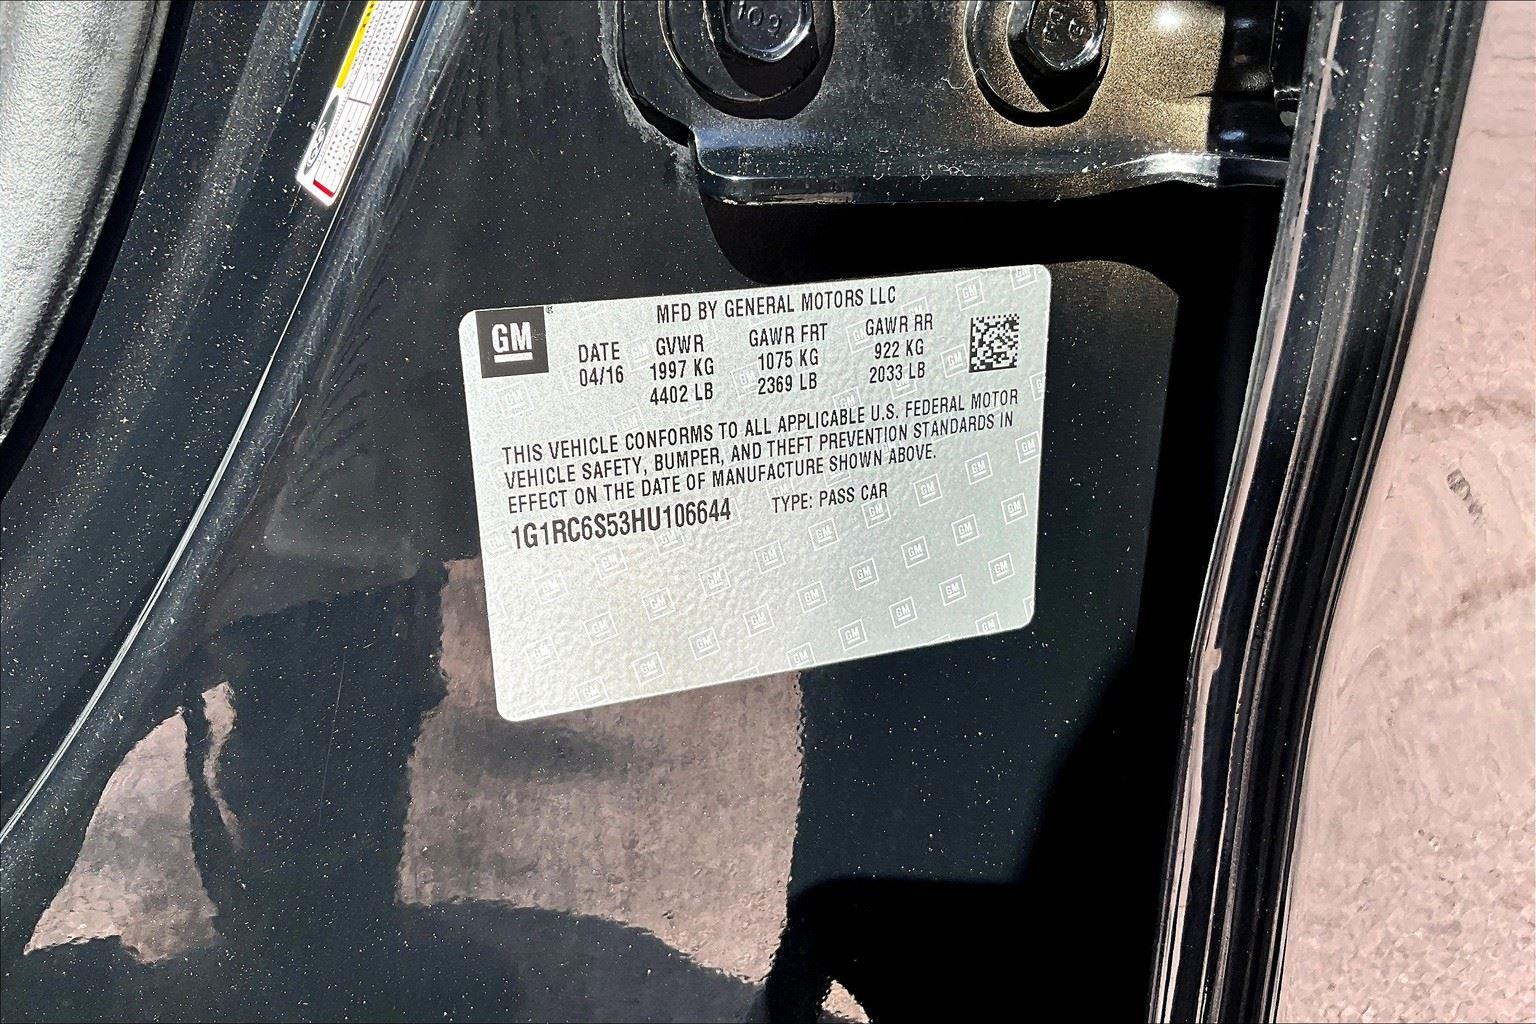 GM
MFD BY GENERAL MOTORS LLC
DATE GVWR GAWR FRT GAWR RR
04/16 1997 KG 1075 KG 922 KG
4402 LB 2369 LB 2033 LB
THIS VEHICLE CONFORMS TO ALL APPLICABLE U.S. FEDERAL MOTOR
VEHICLE SAFETY, BUMPER, AND THEFT PREVENTION STANDARDS IN
EFFECT ON THE DATE OF MANUFACTURE SHOWN ABOVE.
1G1RC6S53HU106644 TYPE: PASS CAR